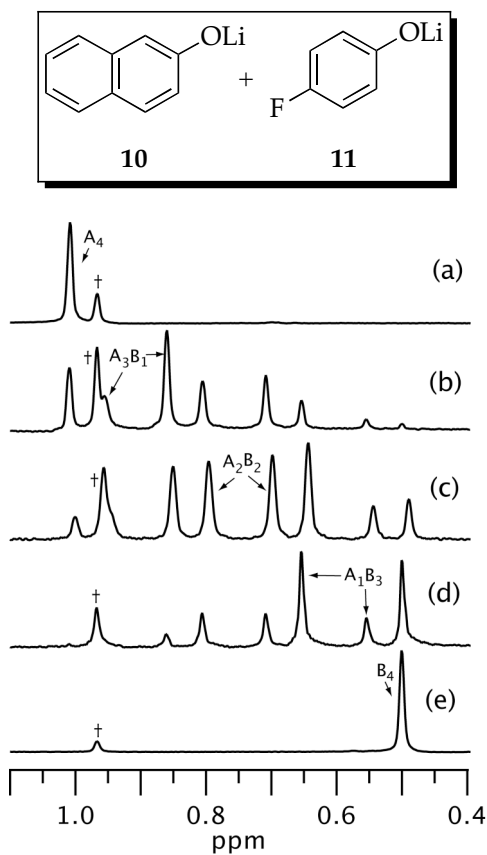 OLi
OLi
+
F
10
11
A₄
†
(a)
† A₃B₁
(b)
† A₂B₂
(c)
† A₁B₃
(d)
B₄
†
(e)
1.0 0.8 0.6 0.4
ppm